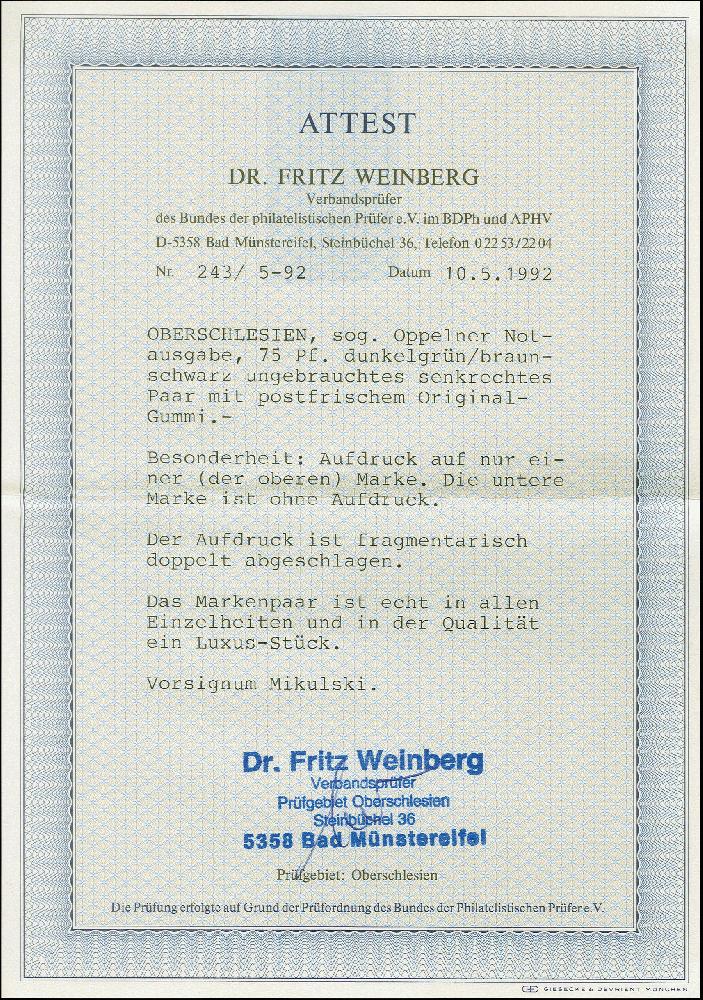 ATTEST
DR. FRITZ WEINBERG
Verbandsprüfer
des Bundes der philatelistischen Prüfer e.V. im BDPh und APHV
D-5358 Bad Münstereifel, Steinbüchel 36, Telefon 0 22 53/22 04
Nr. 243/ 5-92 Datum 10.5.1992
OBERSCHLESIEN, sog. Oppelner Not-
ausgabe, 75 Pf. dunkelgrün/braun-
schwarz ungebrauchtes senkrechtes
Paar mit postfrischem Original-
Gummi.-
Besonderheit: Aufdruck auf nur ei-
ner (der oberen) Marke. Die untere
Marke ist ohne Aufdruck.
Der Aufdruck ist fragmentarisch
doppelt abgeschlagen.
Das Markenpaar ist echt in allen
Einzelheiten und in der Qualität
ein Luxus-Stück.
Vorsignum Mikulski.
Dr. Fritz Weinberg
Verbandsprüfer
Prüfgebiet Oberschlesien
Steinbüchel 36
5358 Bad Münstereifel
Prüfgebiet: Oberschlesien
Die Prüfung erfolgte auf Grund der Prüfordnung des Bundes der Philatelistischen Prüfer e.V.
GIESECKE & DEVRIENT MÜNCHEN